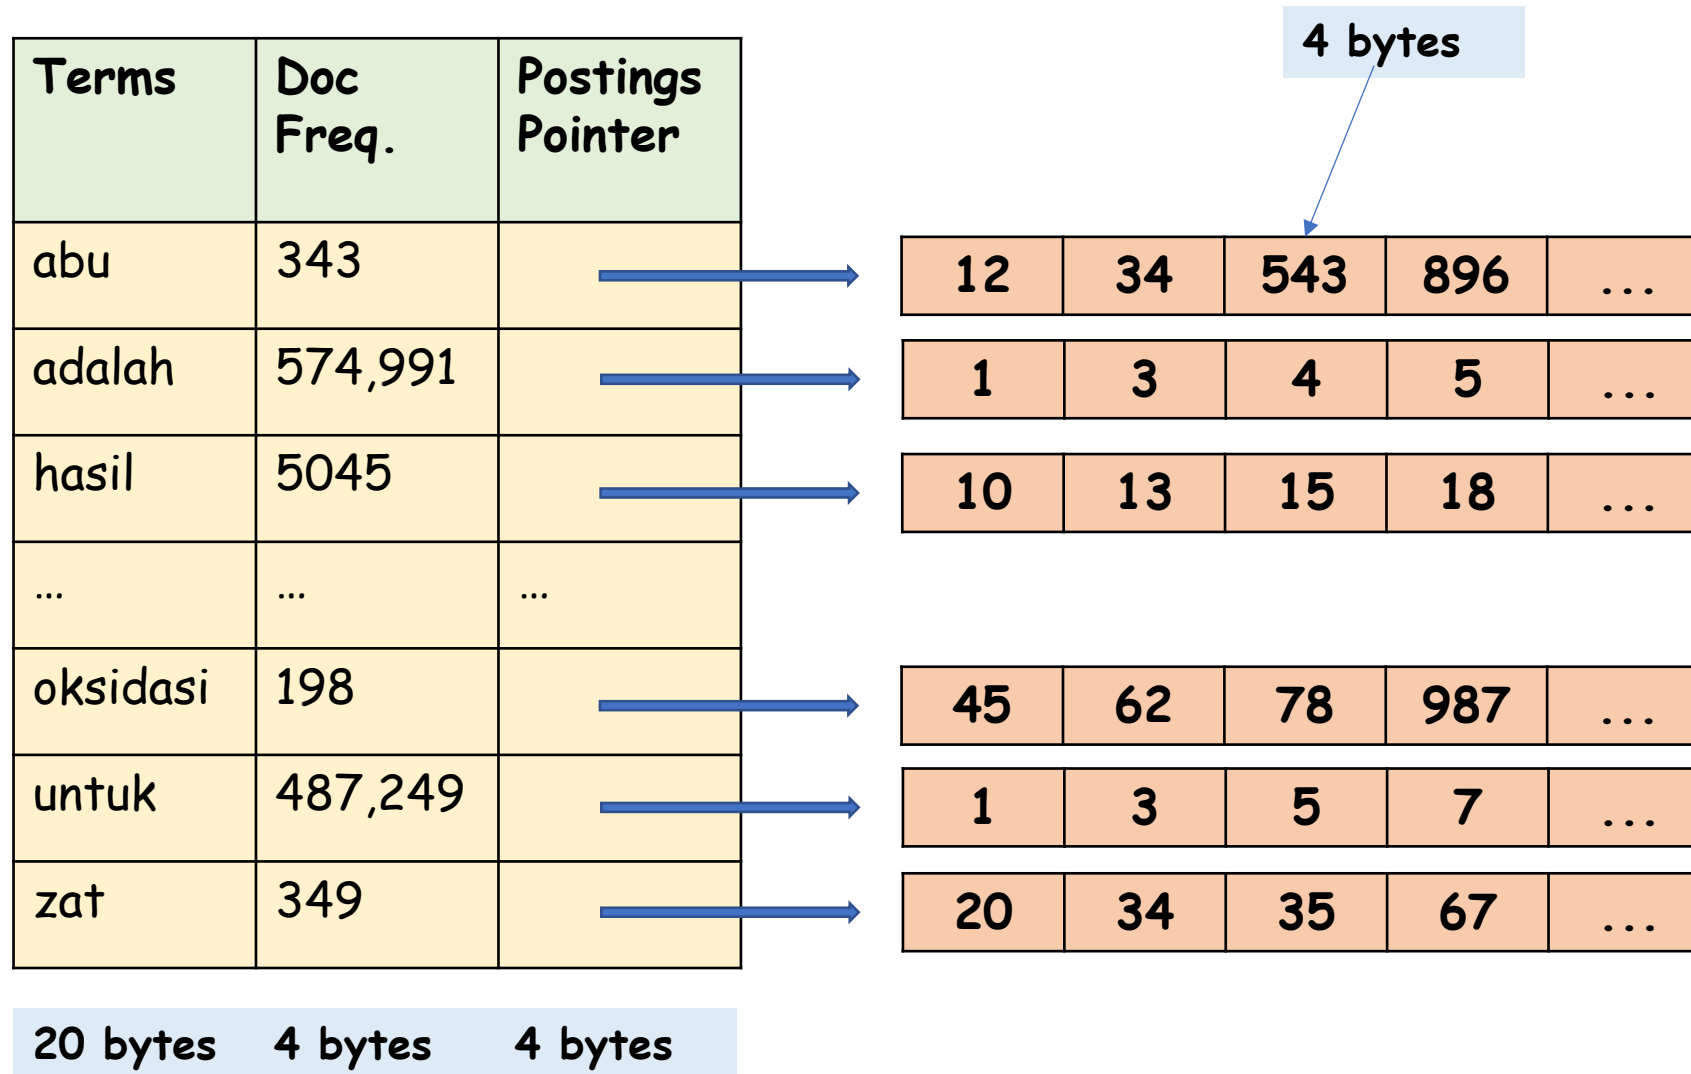 4 bytes
Terms Doc Freq. Postings Pointer
abu 343 12 34 543 896 ...
adalah 574,991 1 3 4 5 ...
hasil 5045 10 13 15 18 ...
... ... ...
oksidasi 198 45 62 78 987 ...
untuk 487,249 1 3 5 7 ...
zat 349 20 34 35 67 ...
20 bytes 4 bytes 4 bytes